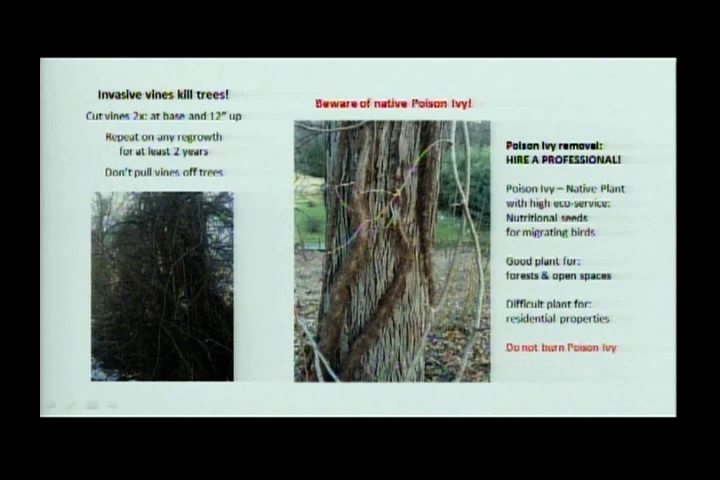 Invasive vines kill trees!
Cut vines 2x: at base and 12" up
Repeat on any regrowth
for at least 2 years
Don't pull vines off trees
Beware of native Poison Ivy!
Poison Ivy removal:
HIRE A PROFESSIONAL!
Poison Ivy – Native Plant
with high eco-service:
Nutritional seeds
for migrating birds
Good plant for:
forests & open spaces
Difficult plant for:
residential properties
Do not burn Poison Ivy